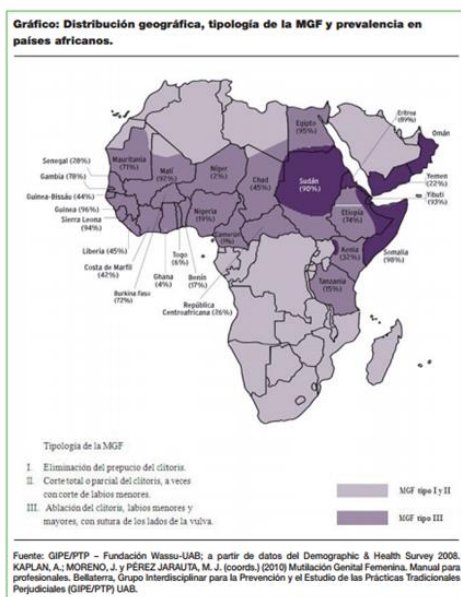 Gráfico: Distribución geográfica, tipología de la MGF y prevalencia en
países africanos.
Eritrea
(89%)
Egipto
(95%)
Omán
Senegal (28%)
Mauritania
(71%)
Malí
(92%)
Níger
(2%)
Chad
(45%)
Sudán
(90%)
Gambia (78%)
Yemen
(22%)
Guinea-Bissáu (44%)
Yibuti
(93%)
Guinea (96%)
Nigeria
(19%)
Etiopía
(74%)
Sierra Leona
(94%)
Camerún
(1%)
Liberia (45%)
Kenia
(32%)
Somalia
(98%)
Costa de Marfil
(42%)
Togo
(6%)
Ghana
(4%)
Benín
(17%)
Tanzania
(15%)
Burkina Faso
(72%)
República
Centroafricana (26%)
Tipología de la MGF
I. Eliminación del prepucio del clítoris.
II. Corte total o parcial del clítoris, a veces
con corte de labios menores.
III. Ablación del clítoris, labios menores y
mayores, con sutura de los lados de la vulva.
MGF tipo I y II
MGF tipo III
Fuente: GIPE/PTP – Fundación Wassu-UAB; a partir de datos del Demographic & Health Survey 2008.
KAPLAN, A.; MORENO, J. y PÉREZ JARAUTA, M. J. (coords.) (2010) Mutilación Genital Femenina. Manual para
profesionales. Bellaterra, Grupo Interdisciplinar para la Prevención y el Estudio de las Prácticas Tradicionales
Perjudiciales (GIPE/PTP) UAB.